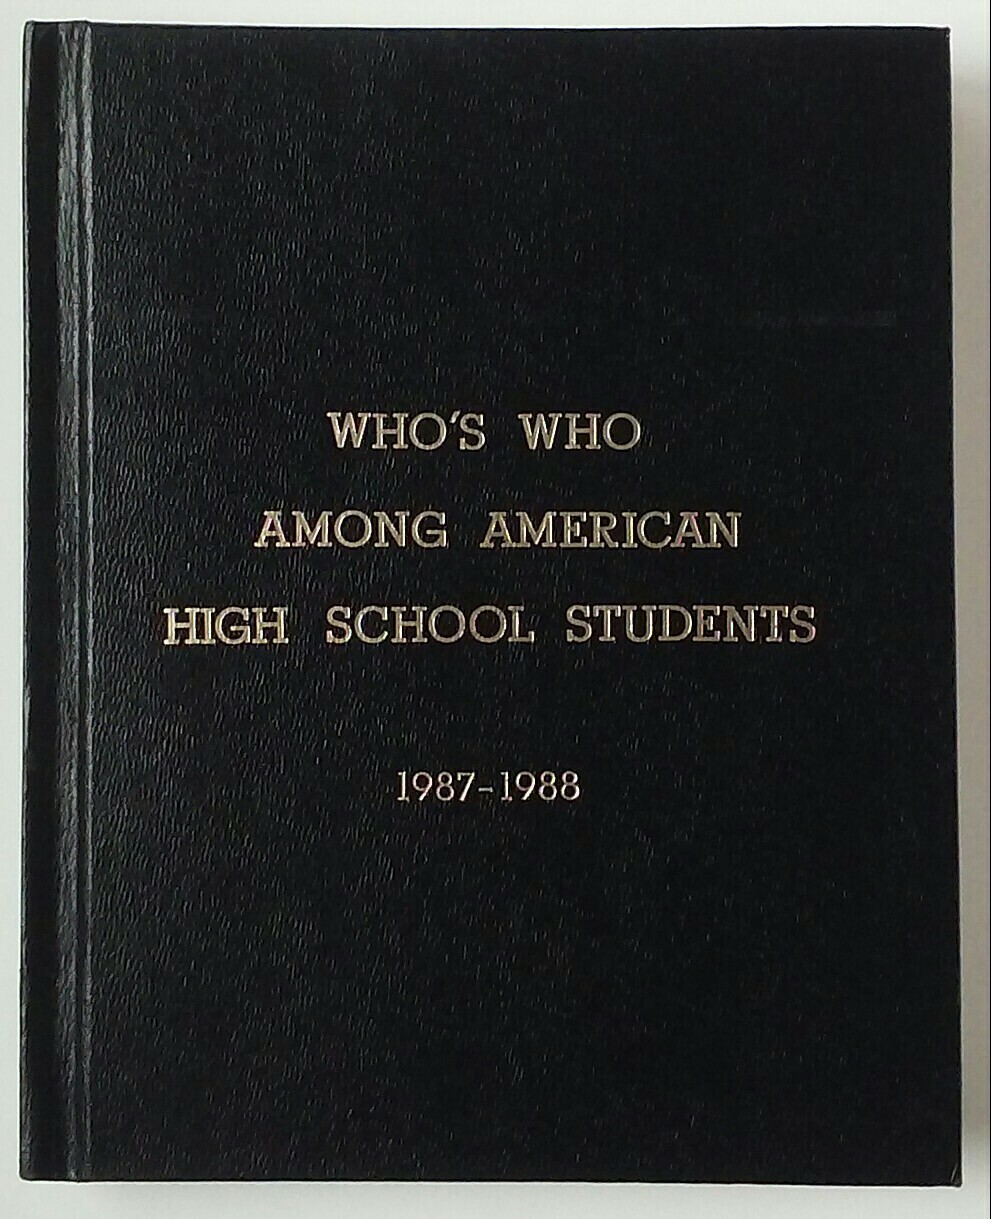 WHO'S WHO
AMONG AMERICAN
HIGH SCHOOL STUDENTS
1987-1988